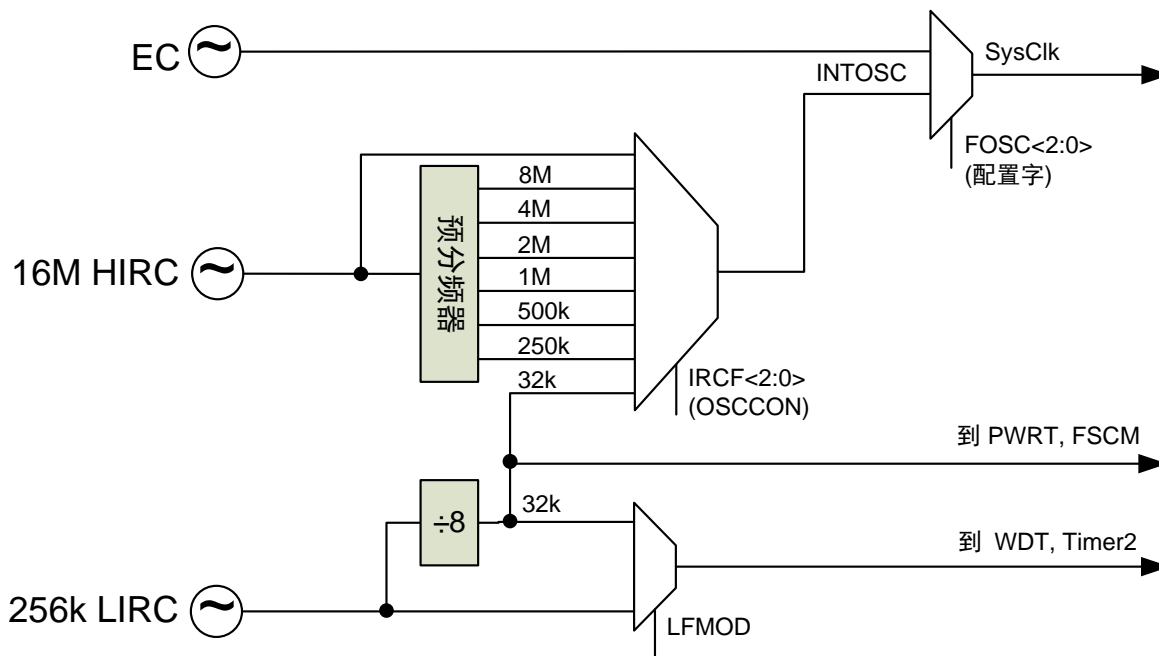 EC
SysClk
INTOSC
FOSC<2:0>
(配置字)
16M HIRC
预分频器
8M
4M
2M
1M
500k
250k
32k
IRCF<2:0>
(OSCCON)
到 PWRT, FSCM
÷8
32k
到 WDT, Timer2
256k LIRC
LFMOD